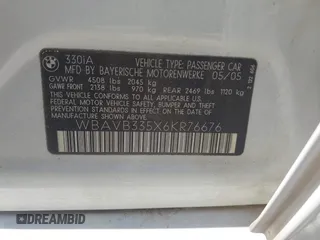 330iA VEHICLE TYPE: PASSENGER CAR
MFD BY BAYERISCHE MOTORENWERKE 05/05
GVWR 4508 lbs 2045 kg
GAWR FRONT 2138 lbs 970 kg REAR 2469 lbs 1120 kg
THIS VEHICLE CONFORMS TO ALL APPLICABLE
FEDERAL MOTOR VEHICLE SAFETY, BUMPER,
AND THEFT PREVENTION STANDARDS IN EFFECT ON
THE DATE OF MANUFACTURE SHOWN ABOVE.
WBAVB335X6KR76676
© DREAMBID